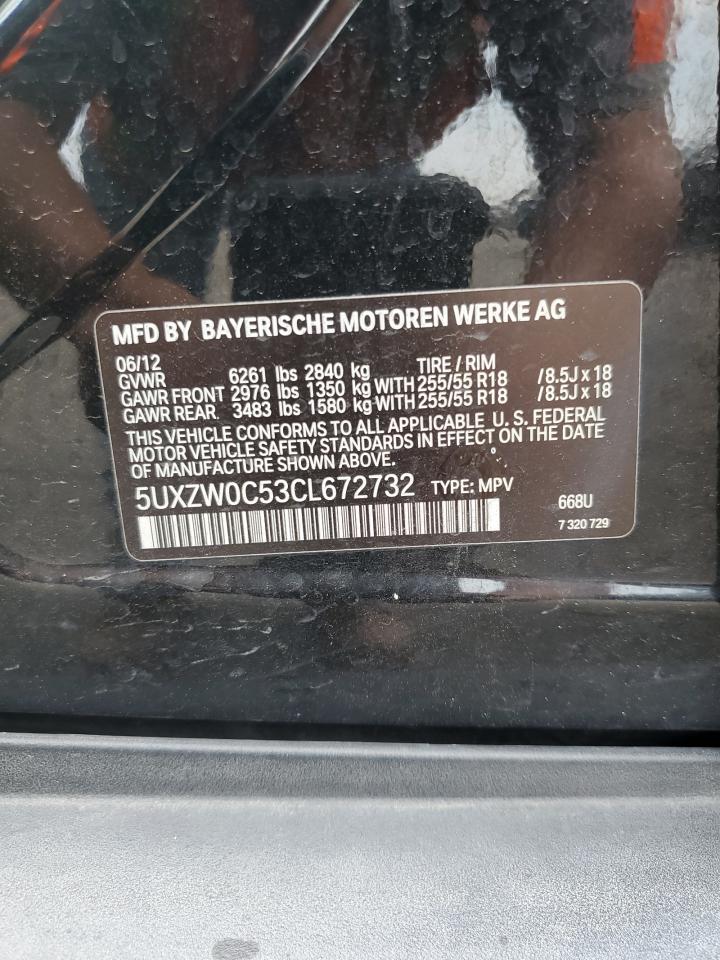 MFD BY BAYERISCHE MOTOREN WERKE AG
06/12 TIRE / RIM
GVWR 6261 lbs 2840 kg
GAWR FRONT 2976 lbs 1350 kg WITH 255/55 R18 /8.5J x 18
GAWR REAR 3483 lbs 1580 kg WITH 255/55 R18 /8.5J x 18
THIS VEHICLE CONFORMS TO ALL APPLICABLE U. S. FEDERAL
MOTOR VEHICLE SAFETY STANDARDS IN EFFECT ON THE DATE
OF MANUFACTURE SHOWN ABOVE.
5UXZW0C53CL672732 TYPE: MPV
668U
7 320 729